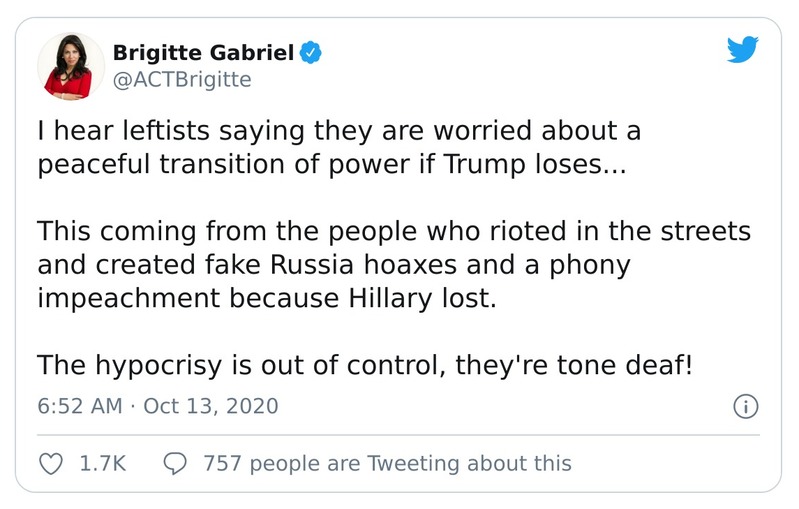 Brigitte Gabriel
@ACTBrigitte
I hear leftists saying they are worried about a
peaceful transition of power if Trump loses...
This coming from the people who rioted in the streets
and created fake Russia hoaxes and a phony
impeachment because Hillary lost.
The hypocrisy is out of control, they're tone deaf!
6:52 AM · Oct 13, 2020
1.7K 757 people are Tweeting about this